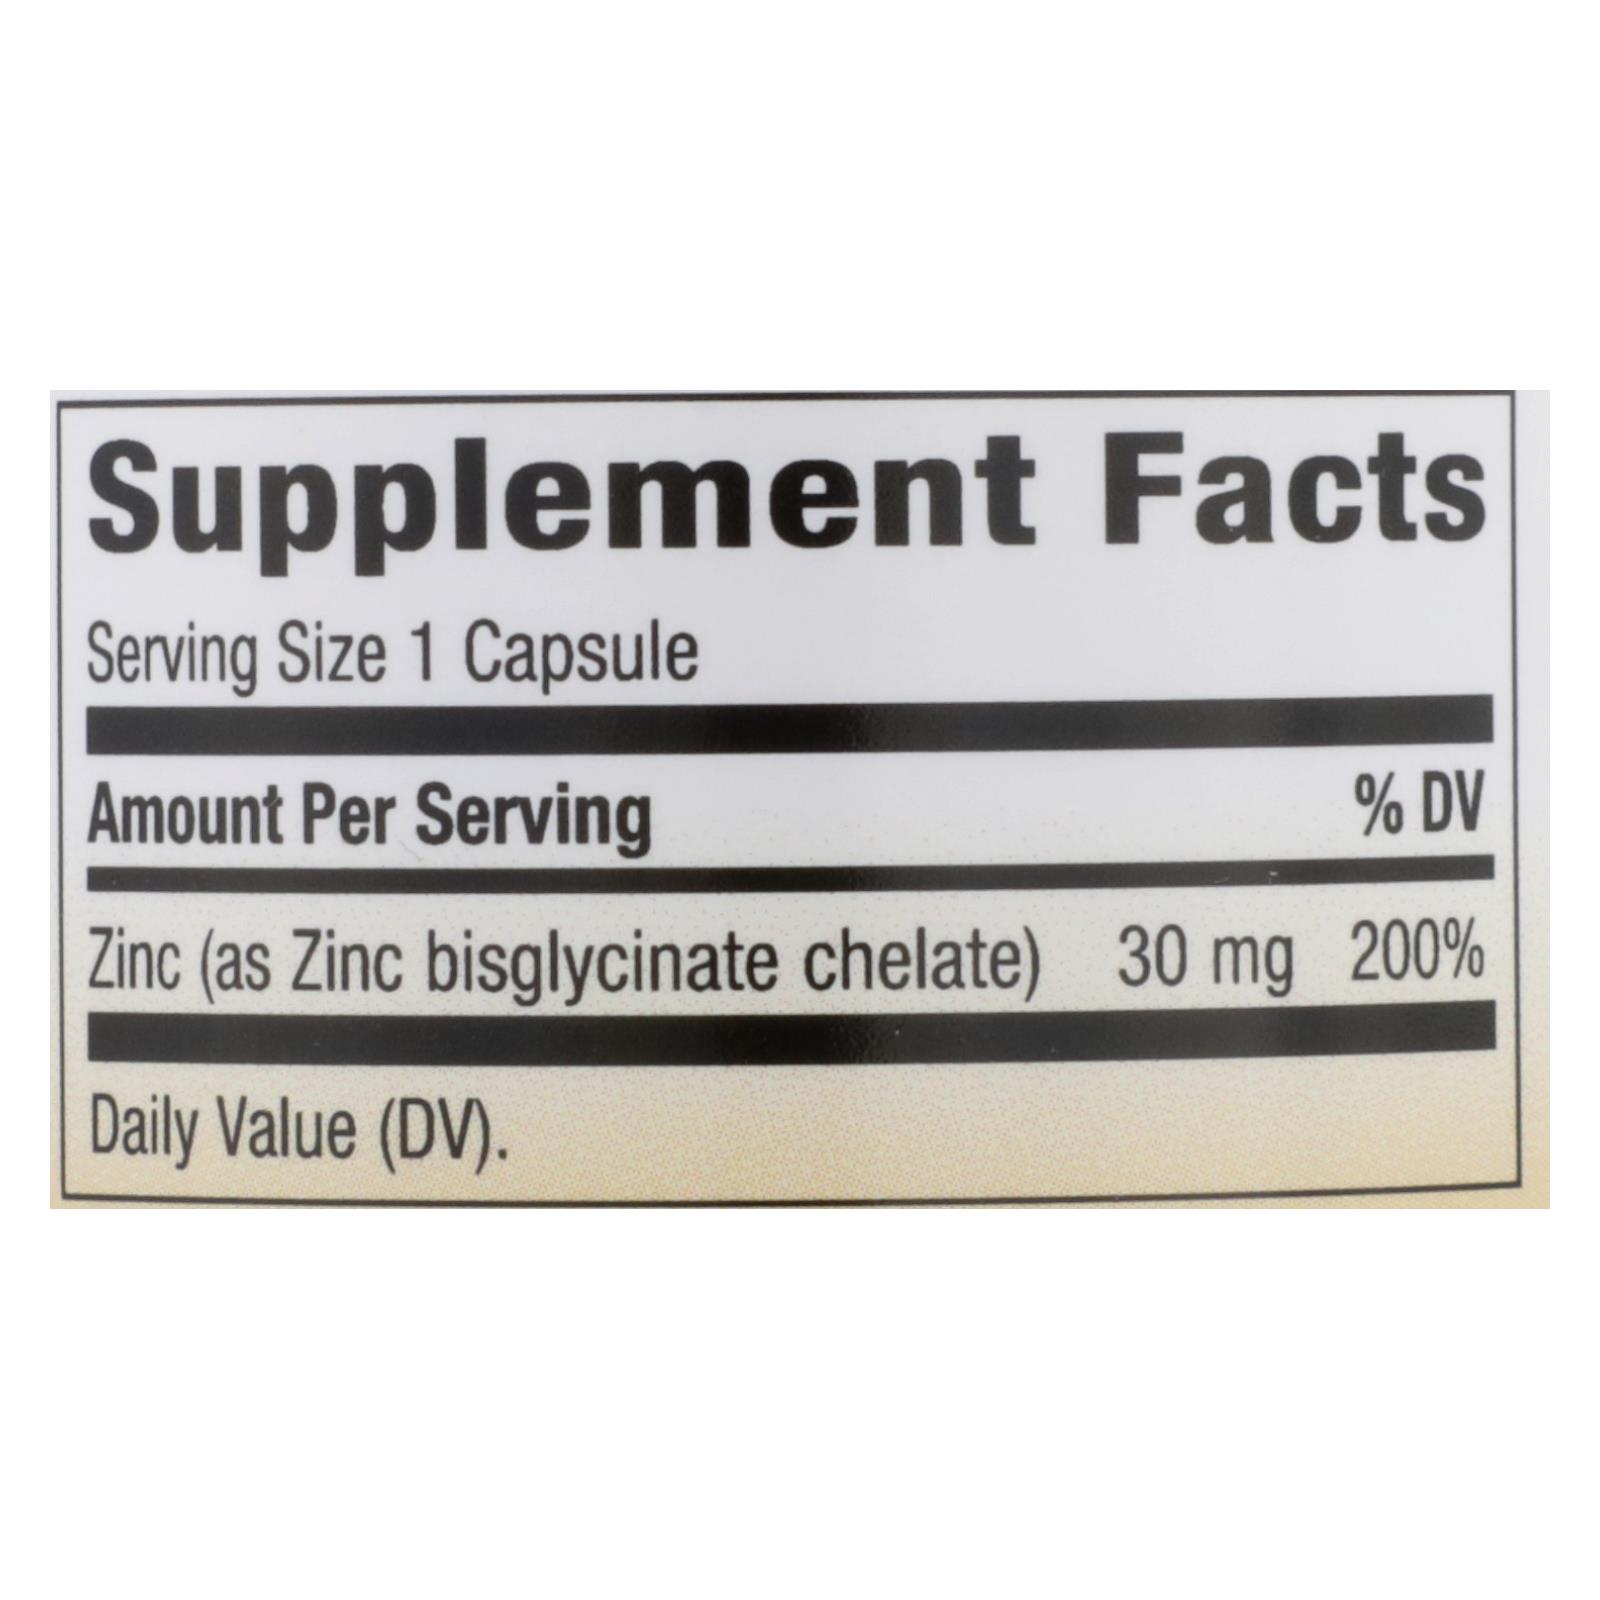 Supplement Facts
Serving Size 1 Capsule
Amount Per Serving % DV
Zinc (as Zinc bisglycinate chelate) 30 mg 200%
Daily Value (DV).